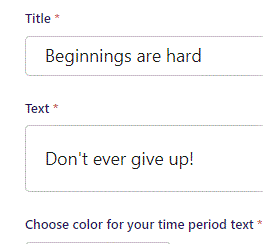 Title *
Beginnings are hard
Text *
Don't ever give up!
Choose color for your time period text *